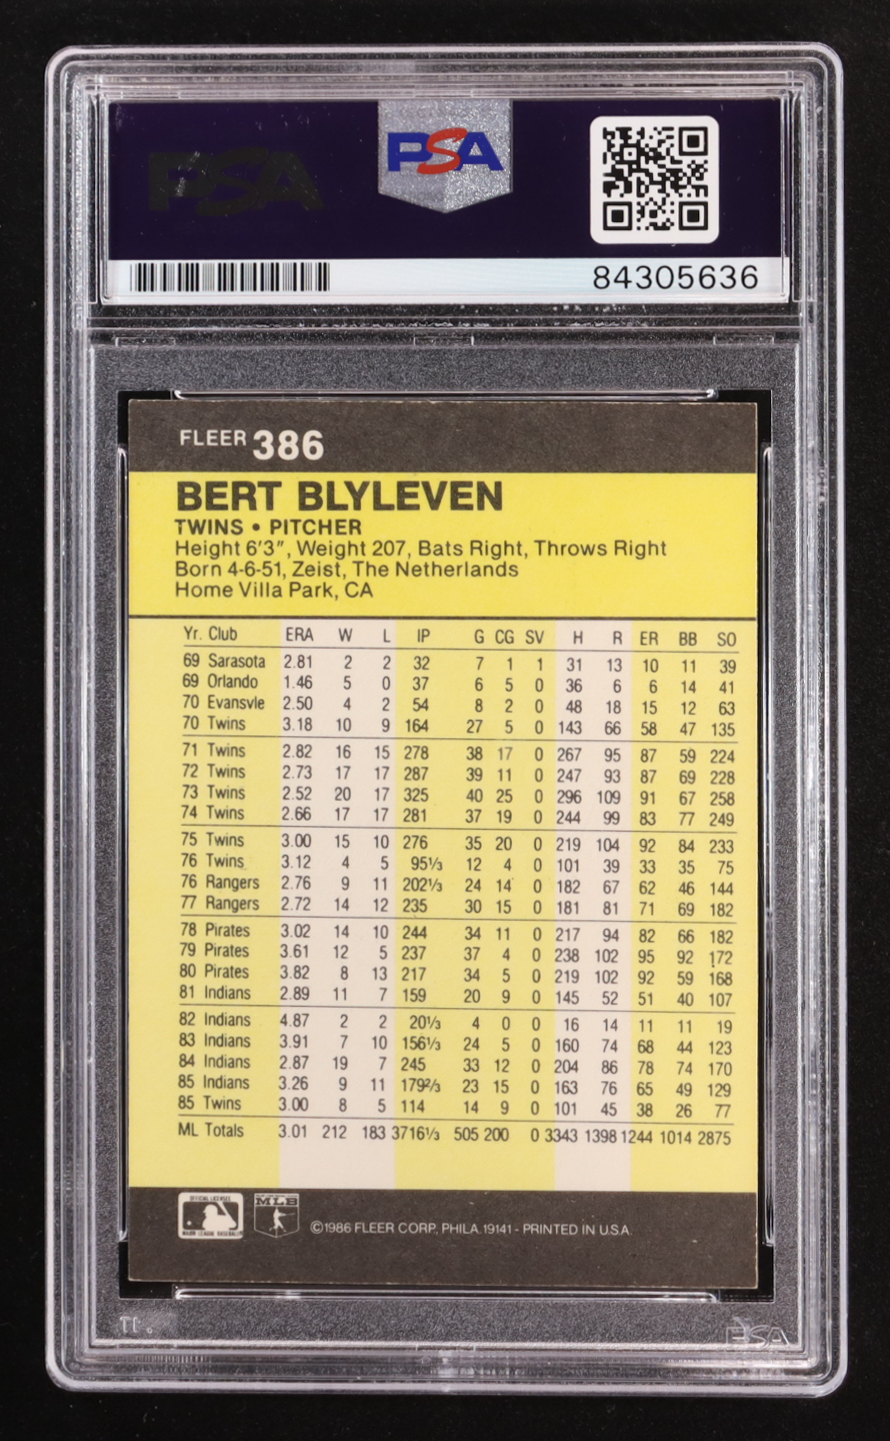 PSA
PSA
84305636
FLEER 386
BERT BLYLEVEN
TWINS • PITCHER
Height 6'3", Weight 207, Bats Right, Throws Right
Born 4-6-51, Zeist, The Netherlands
Home Villa Park, CA
Yr. Club ERA W L IP G CG SV H R ER BB SO
69 Sarasota 2.81 2 2 32 7 1 1 31 13 10 11 39
69 Orlando 1.46 5 0 37 6 5 0 36 6 6 14 41
70 Evansvle 2.50 4 2 54 8 2 0 48 18 15 12 63
70 Twins 3.18 10 9 164 27 5 0 143 66 58 47 135
71 Twins 2.82 16 15 278 38 17 0 267 95 87 59 224
72 Twins 2.73 17 17 287 39 11 0 247 93 87 69 228
73 Twins 2.52 20 17 325 40 25 0 296 109 91 67 258
74 Twins 2.66 17 17 281 37 19 0 244 99 83 77 249
75 Twins 3.00 15 10 276 35 20 0 219 104 92 84 233
76 Twins 3.12 4 5 95⅓ 12 4 0 101 39 33 35 75
76 Rangers 2.76 9 11 202⅓ 24 14 0 182 67 62 46 144
77 Rangers 2.72 14 12 235 30 15 0 181 81 71 69 182
78 Pirates 3.02 14 10 244 34 11 0 217 94 82 66 182
79 Pirates 3.61 12 5 237 37 4 0 238 102 95 92 172
80 Pirates 3.82 8 13 217 34 5 0 219 102 92 59 168
81 Indians 2.89 11 7 159 20 9 0 145 52 51 40 107
82 Indians 4.87 2 2 20⅓ 4 0 0 16 14 11 11 19
83 Indians 3.91 7 10 156⅓ 24 5 0 160 74 68 44 123
84 Indians 2.87 19 7 245 33 12 0 204 86 78 74 170
85 Indians 3.26 9 11 179⅔ 23 15 0 163 76 65 49 129
85 Twins 3.00 8 5 114 14 9 0 101 45 38 26 77
ML Totals 3.01 212 183 3716⅓ 505 200 0 3343 1398 1244 1014 2875
OFFICIAL LICENSEE
MAJOR LEAGUE BASEBALL
MLB
©1986 FLEER CORP. PHILA. 19141 - PRINTED IN U.S.A.
PSA